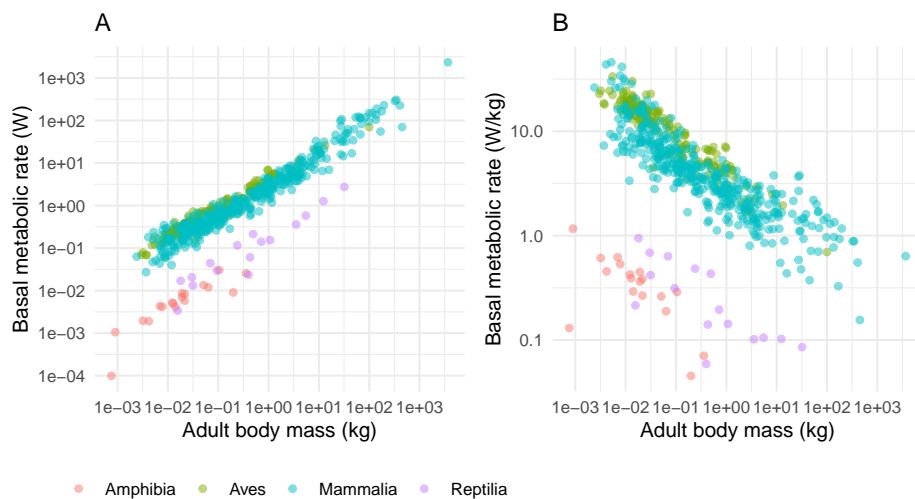 A
B
Basal metabolic rate (W)
1e+03
1e+02
1e+01
1e+00
1e-01
1e-02
1e-03
1e-04
1e-03 1e-02 1e-01 1e+00 1e+01 1e+02 1e+03
Adult body mass (kg)
Basal metabolic rate (W/kg)
10.0
1.0
0.1
1e-03 1e-02 1e-01 1e+00 1e+01 1e+02 1e+03
Adult body mass (kg)
Amphibia Aves Mammalia Reptilia